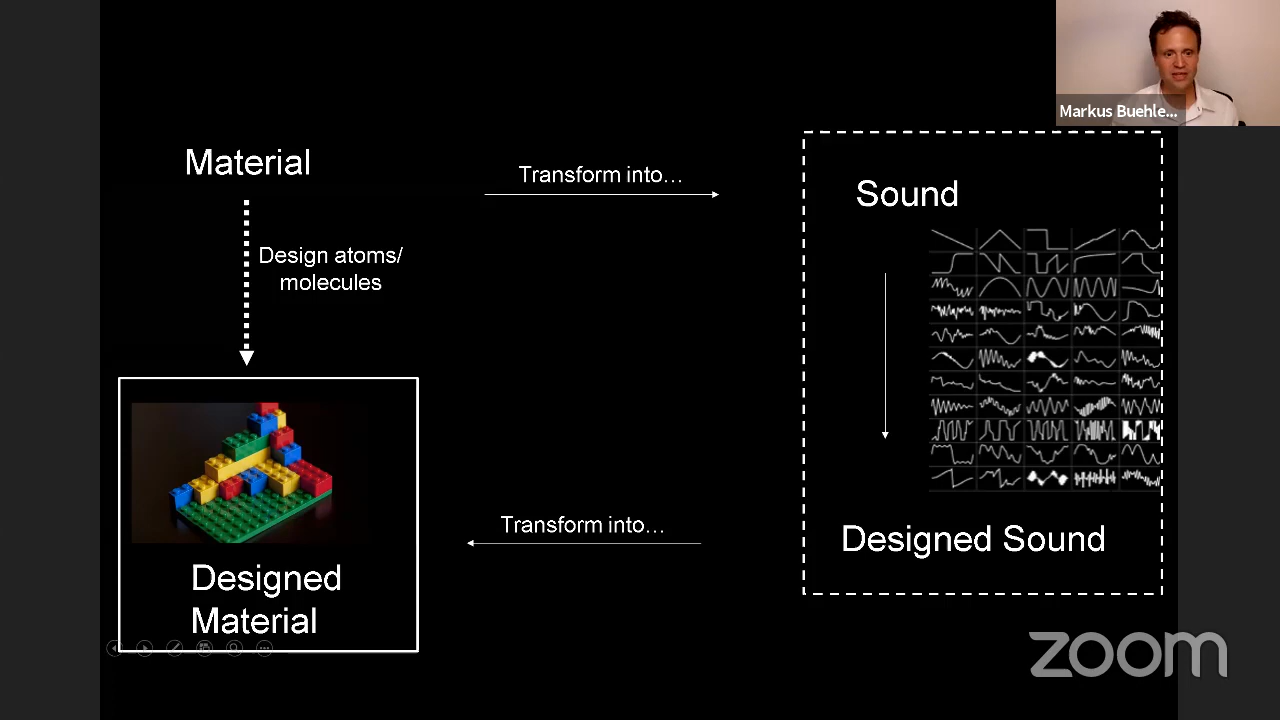 Markus Buehle...
Material
Transform into...
Sound
Design atoms/
molecules
Transform into...
Designed Sound
Designed
Material
zoom